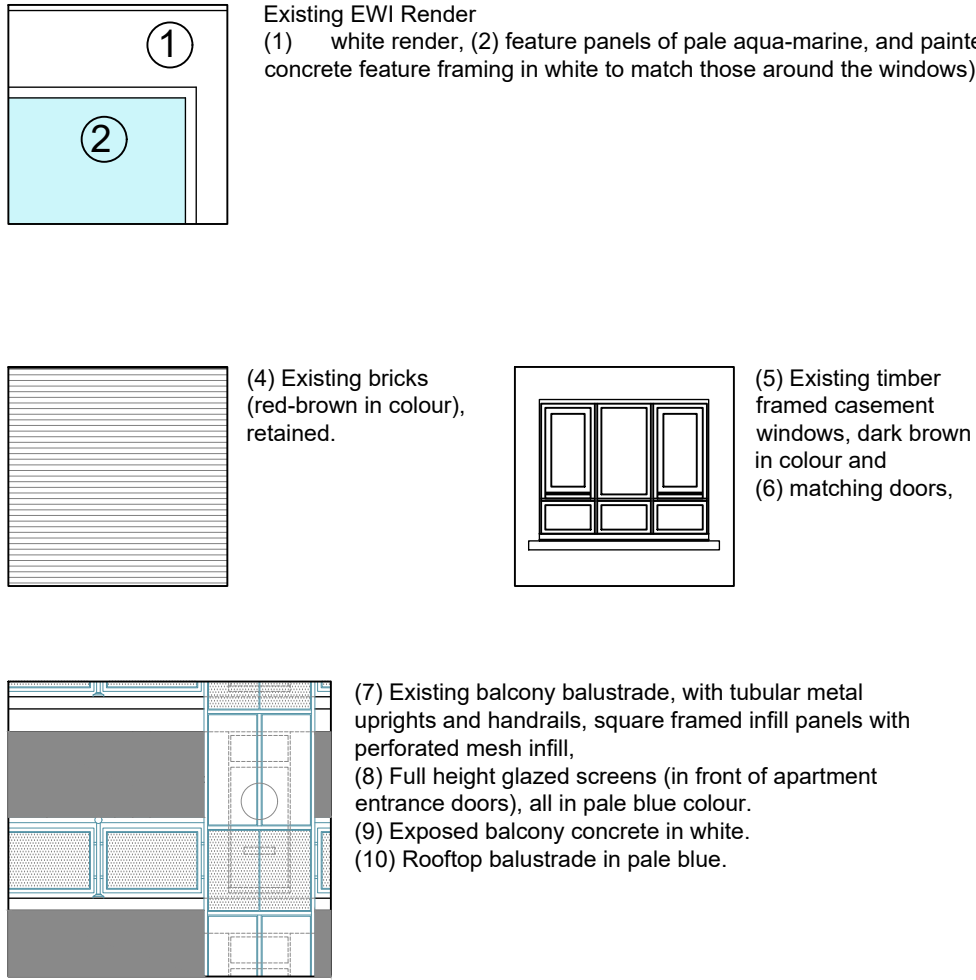 Existing EWI Render
(1) white render, (2) feature panels of pale aqua-marine, and
concrete feature framing in white to match those around the windows)
1
2
(4) Existing bricks
(red-brown in colour),
retained.
(5) Existing timber
framed casement
windows, dark brown
in colour and
(6) matching doors,
(7) Existing balcony balustrade, with tubular metal
uprights and handrails, square framed infill panels with
perforated mesh infill,
(8) Full height glazed screens (in front of apartment
entrance doors), all in pale blue colour.
(9) Exposed balcony concrete in white.
(10) Rooftop balustrade in pale blue.